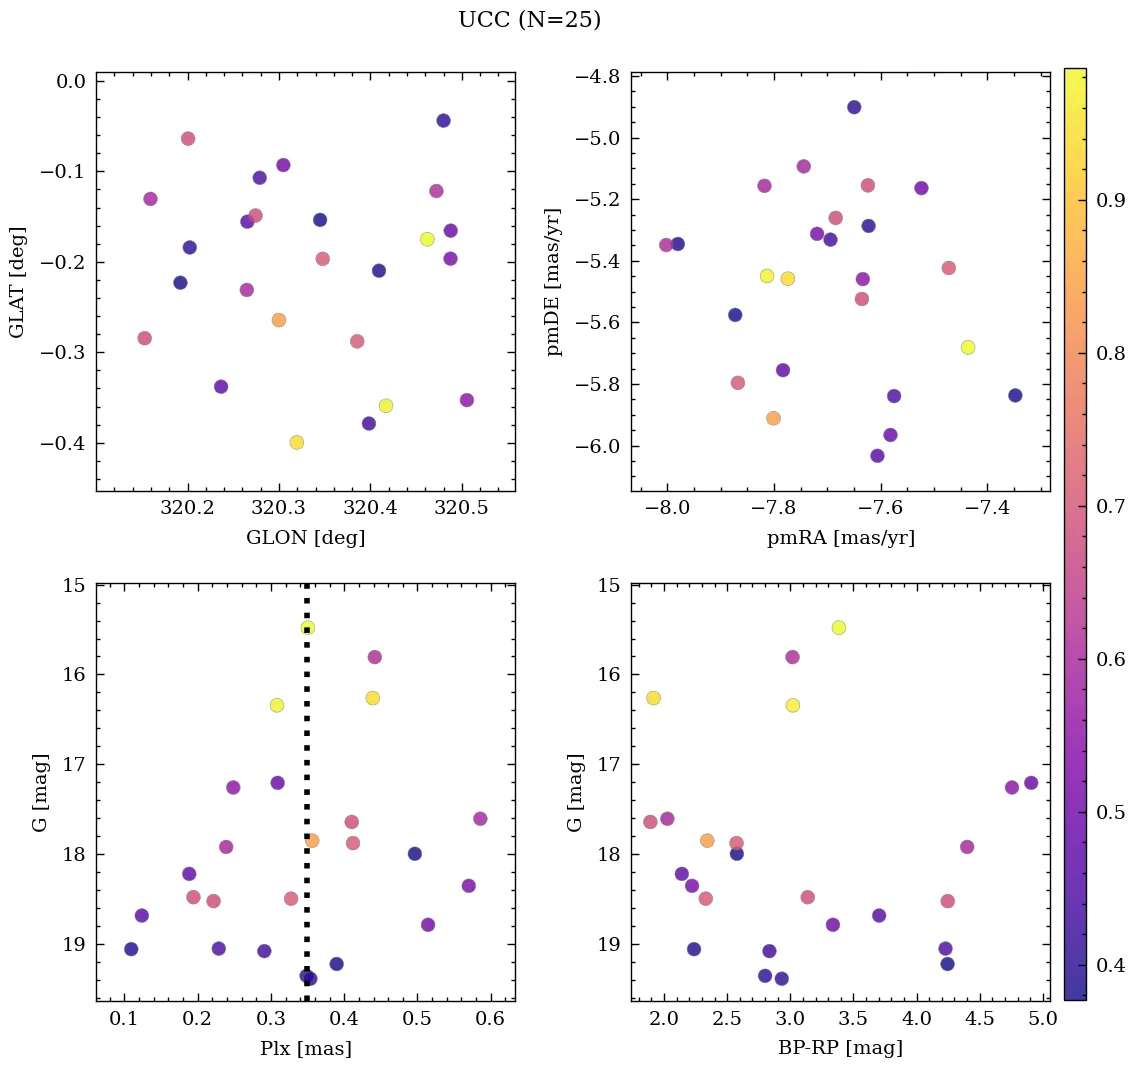 UCC (N=25)
0.0
−0.1
−0.2
−0.3
−0.4
GLAT [deg]
320.2 320.3 320.4 320.5
GLON [deg]
−4.8
−5.0
−5.2
−5.4
−5.6
−5.8
−6.0
pmDE [mas/yr]
−8.0 −7.8 −7.6 −7.4
pmRA [mas/yr]
15
16
17
18
19
G [mag]
0.1 0.2 0.3 0.4 0.5 0.6
Plx [mas]
15
16
17
18
19
G [mag]
2.0 2.5 3.0 3.5 4.0 4.5 5.0
BP-RP [mag]
0.9
0.8
0.7
0.6
0.5
0.4